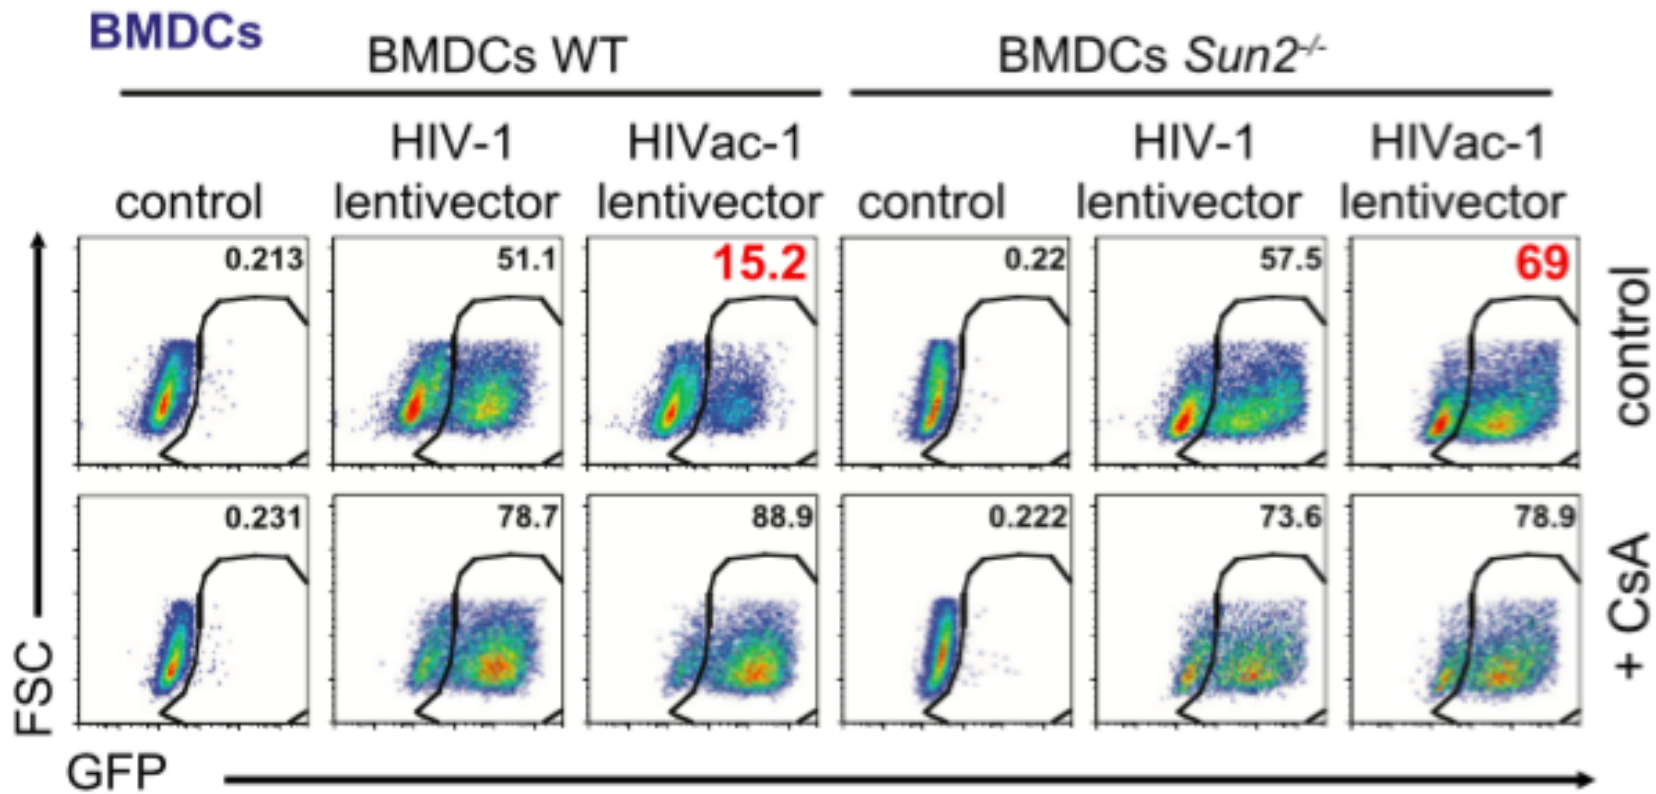 BMDCs
BMDCs WT BMDCs Sun2-/-
HIV-1 HIVac-1 HIV-1 HIVac-1
control lentivector lentivector control lentivector lentivector
0.213 51.1 15.2 0.22 57.5 69
control
0.231 78.7 88.9 0.222 73.6 78.9
+ CsA
FSC
GFP